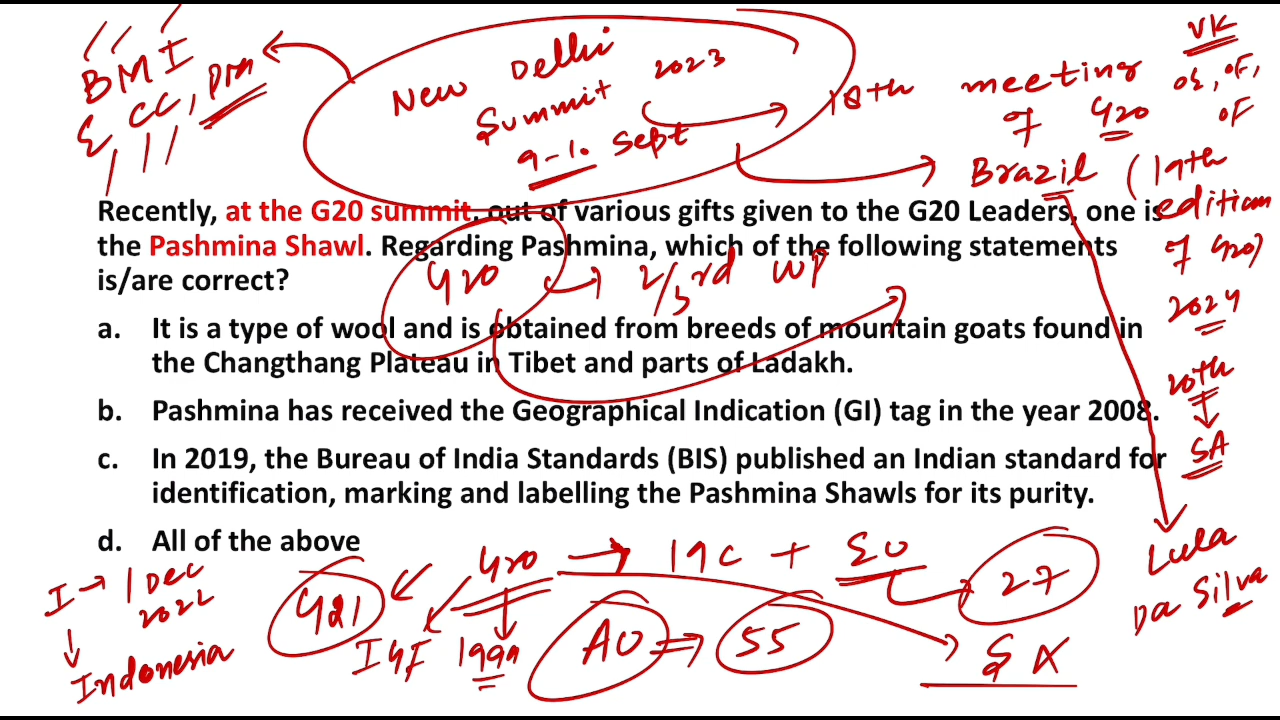 BMI
E, CC, PM
New Delhi
Summit 2023
9-10 Sept
18th meeting
of G20
UK
Brazil (19th
edition
of G20)
2024
20th
SA
Recently, at the G20 summit, out of various gifts given to the G20 Leaders, one is
the Pashmina Shawl. Regarding Pashmina, which of the following statements
is/are correct?
G20 → 2/3rd WP
a. It is a type of wool and is obtained from breeds of mountain goats found in
the Changthang Plateau in Tibet and parts of Ladakh.
b. Pashmina has received the Geographical Indication (GI) tag in the year 2008.
c. In 2019, the Bureau of India Standards (BIS) published an Indian standard for
identification, marking and labelling the Pashmina Shawls for its purity.
d. All of the above
G20 → 19C + EU
27
I → 1 Dec
2022
Indonesia
G21
1999
AU ⇒ 55
Lula
Da Silva